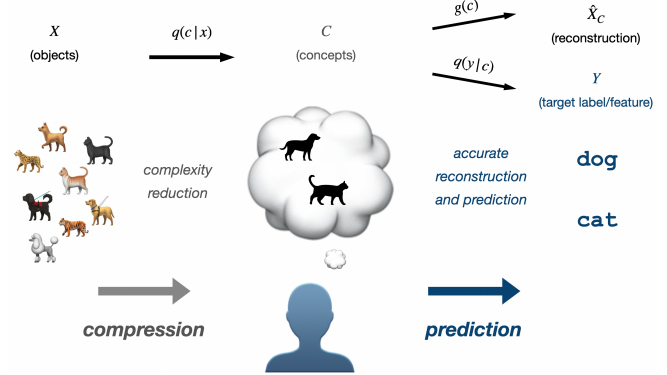 X
(objects)
q(c|x)
C
(concepts)
g(c)
X̂_C
(reconstruction)
q(y|c)
Y
(target label/feature)
complexity
reduction
accurate
reconstruction
and prediction
dog
cat
compression
prediction